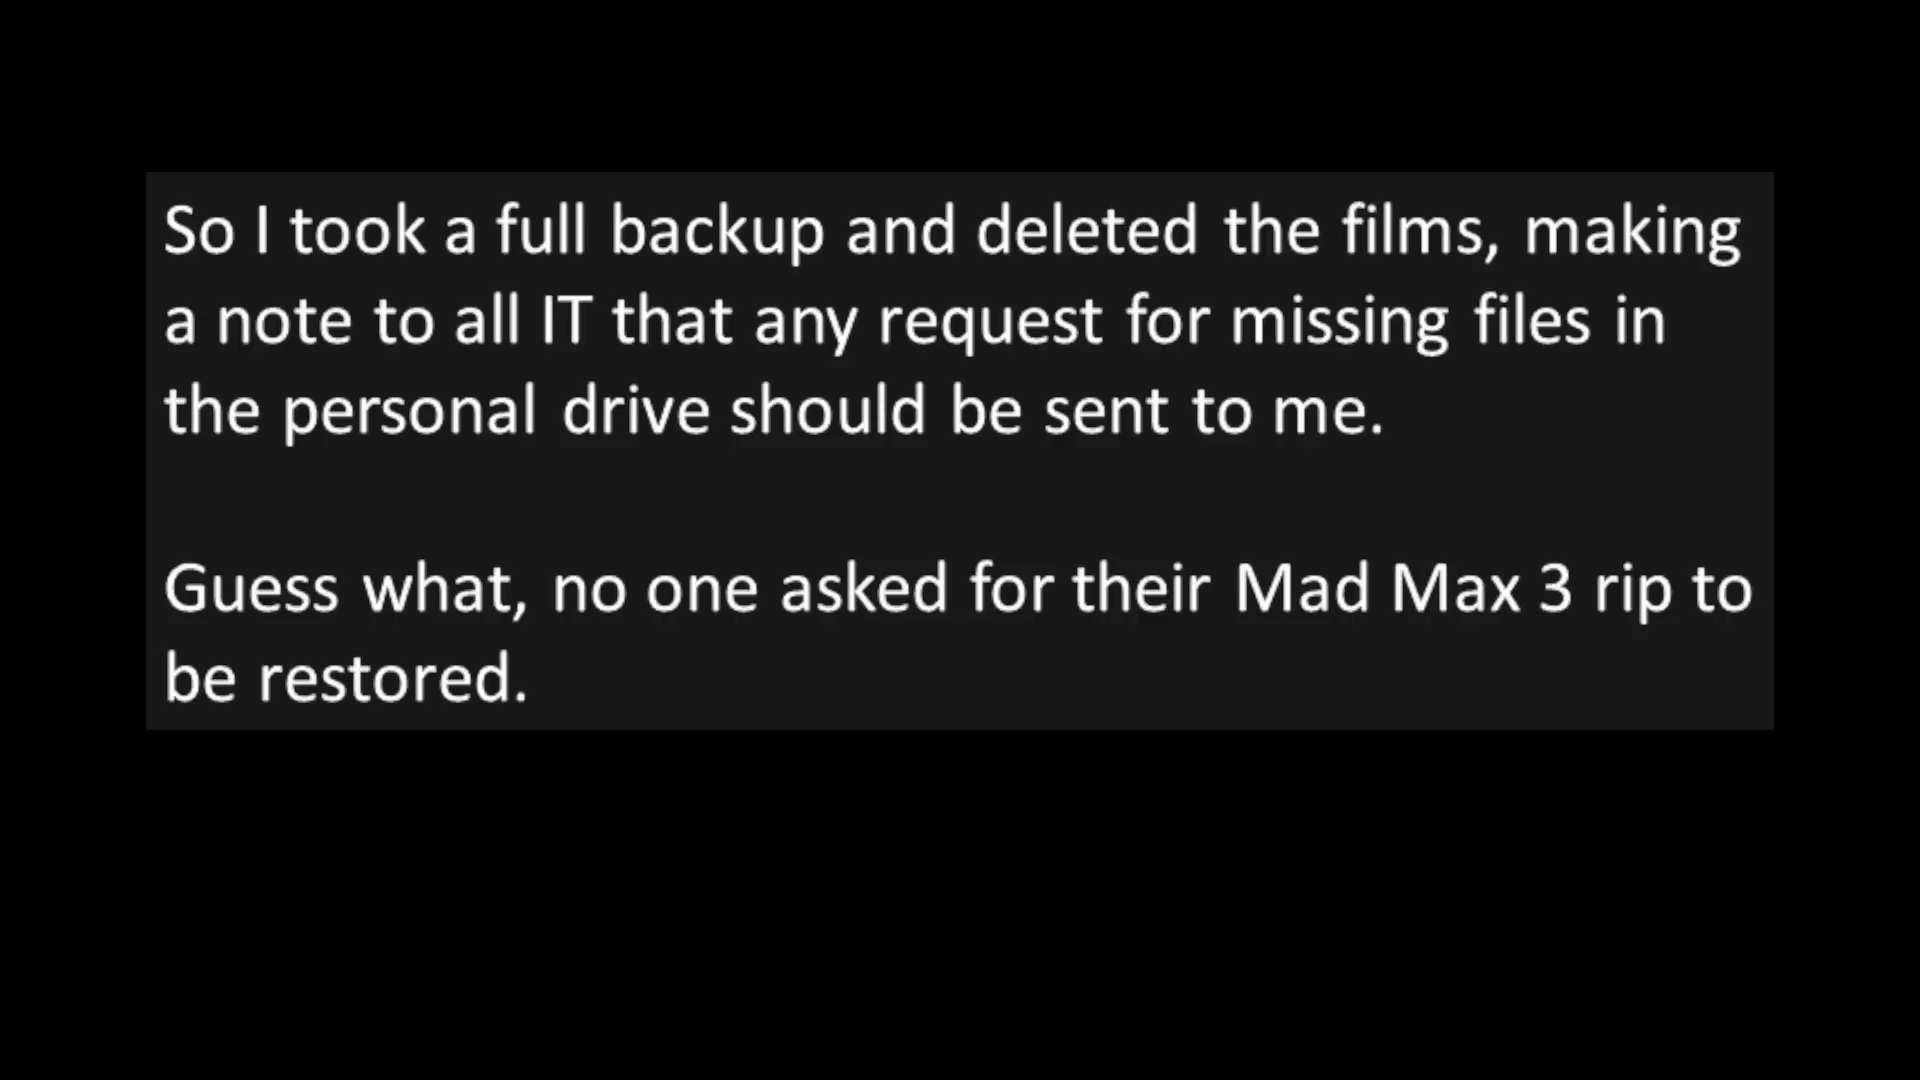 So I took a full backup and deleted the films, making
a note to all IT that any request for missing files in
the personal drive should be sent to me.
Guess what, no one asked for their Mad Max 3 rip to
be restored.